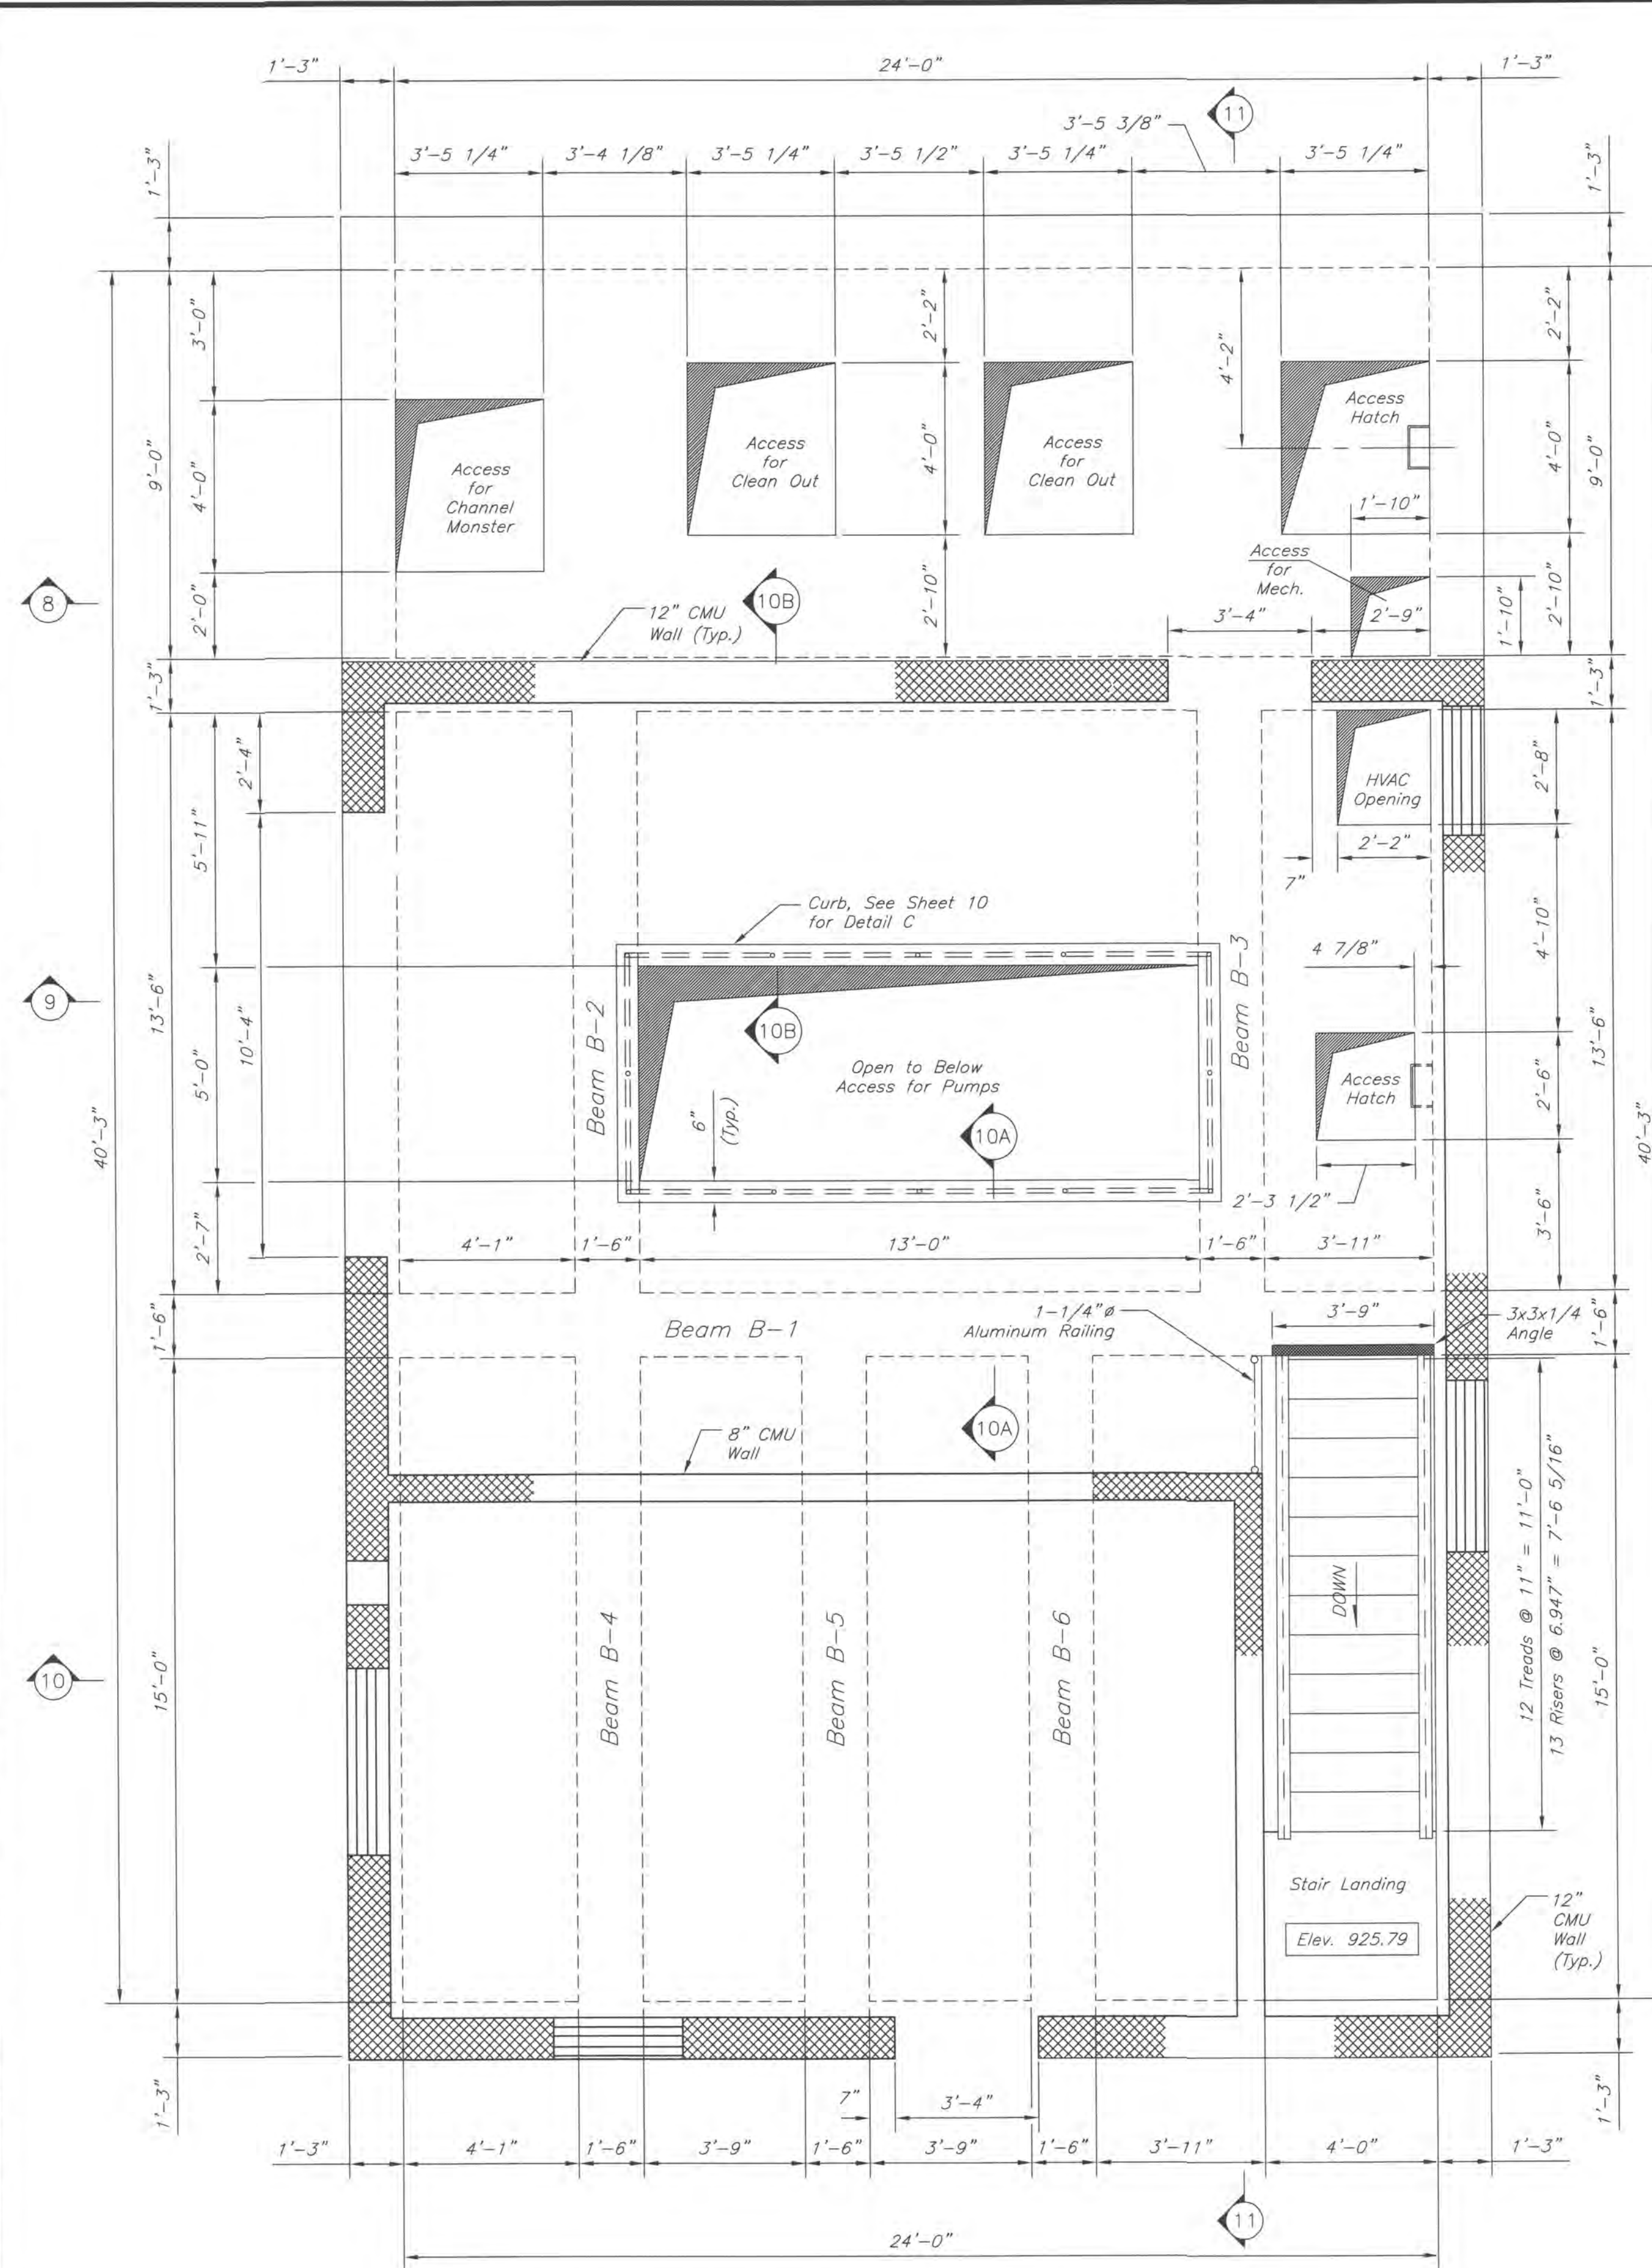 1'-3"
24'-0"
1'-3"
11
3'-5 3/8"
3'-5 1/4"
3'-4 1/8"
3'-5 1/4"
3'-5 1/2"
3'-5 1/4"
3'-5 1/4"
1'-3"
1'-3"
3'-0"
2'-2"
4'-2"
2'-2"
9'-0"
4'-0"
Access
for
Channel
Monster
Access
for
Clean Out
4'-0"
Access
for
Clean Out
Access
Hatch
4'-0"
9'-0"
1'-10"
8
2'-0"
12" CMU
Wall (Typ.)
10B
2'-10"
Access
for
Mech.
3'-4"
2'-9"
1'-10"
2'-10"
1'-3"
1'-3"
2'-4"
5'-11"
HVAC
Opening
2'-8"
2'-2"
7"
Curb, See Sheet 10
for Detail C
4 7/8"
4'-10"
9
13'-6"
10'-4"
5'-0"
40'-3"
Beam B-2
10B
Open to Below
Access for Pumps
6"
(Typ.)
10A
Beam B-3
Access
Hatch
2'-6"
13'-6"
40'-3"
2'-3 1/2"
3'-6"
2'-7"
4'-1"
1'-6"
13'-0"
1'-6"
3'-11"
1'-6"
Beam B-1
1-1/4"ø
Aluminum Railing
3'-9"
3x3x1/4
Angle
1'-6"
8" CMU
Wall
10A
12 Treads @ 11" = 11'-0"
13 Risers @ 6.947" = 7'-6 5/16"
DOWN
10
15'-0"
Beam B-4
Beam B-5
Beam B-6
15'-0"
Stair Landing
Elev. 925.79
12"
CMU
Wall
(Typ.)
1'-3"
7"
3'-4"
1'-3"
1'-3"
4'-1"
1'-6"
3'-9"
1'-6"
3'-9"
1'-6"
3'-11"
4'-0"
1'-3"
11
24'-0"